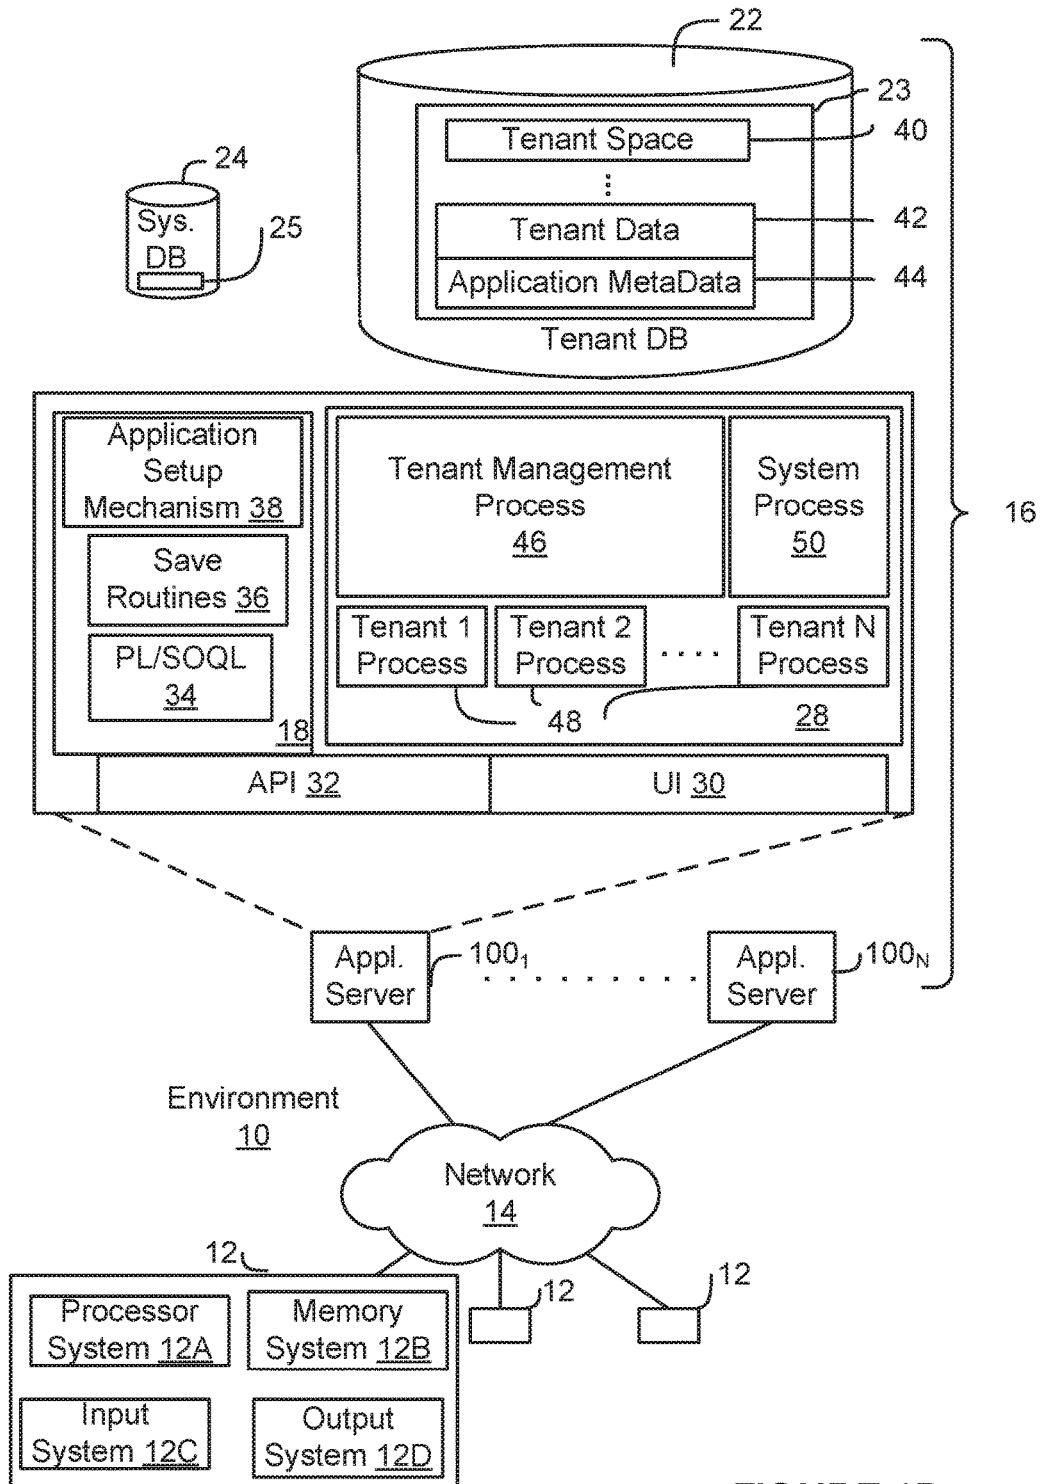 22
23
Tenant Space
40
24
Sys.
DB
25
Tenant Data
42
Application MetaData
44
Tenant DB
16
Application
Setup
Mechanism 38
Save
Routines 36
PL/SOQL
34
18
Tenant Management
Process
46
System
Process
50
Tenant 1
Process
Tenant 2
Process
Tenant N
Process
48
28
API 32
UI 30
Appl.
Server
100₁
Appl.
Server
100N
Environment
10
Network
14
12
12
12
Processor
System 12A
Memory
System 12B
Input
System 12C
Output
System 12D